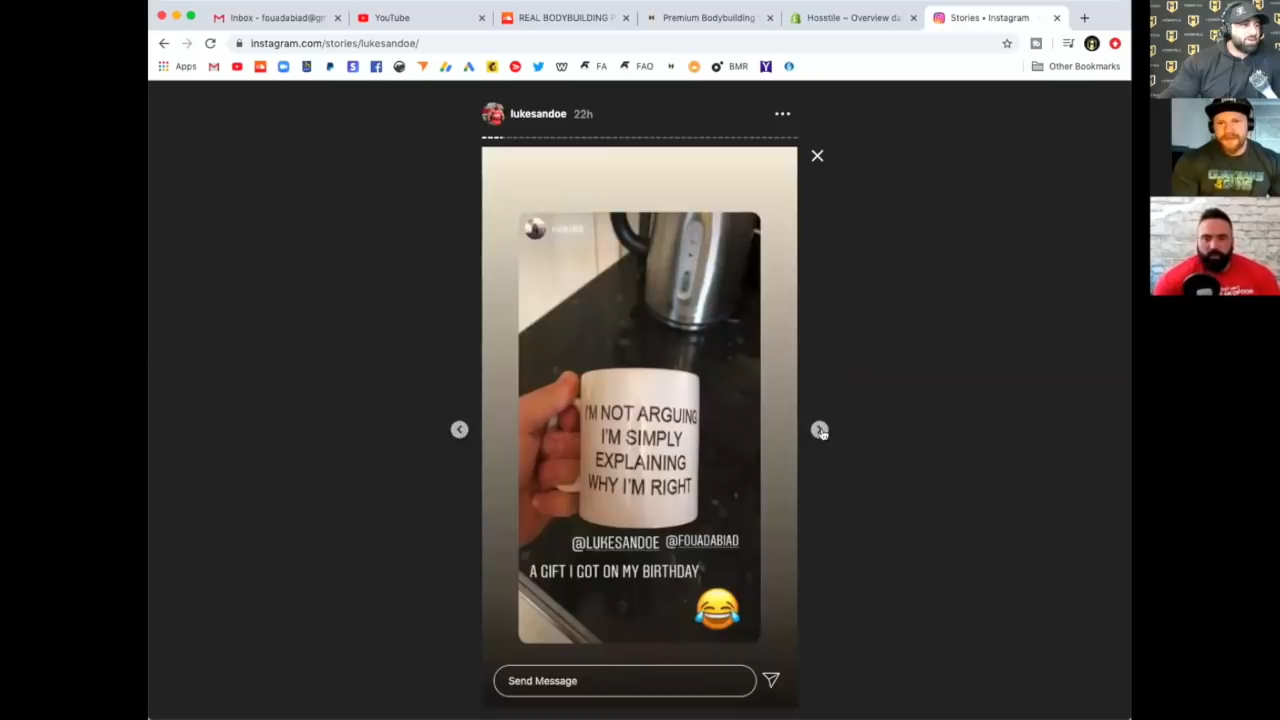 Inbox - fouadabiad@gr
YouTube
REAL BODYBUILDING
Premium Bodybuilding
Hosstile ~ Overview da
Stories • Instagram
instagram.com/stories/lukesandoe/
Apps
FA
FAO
BMR
Other Bookmarks
lukesandoe 22h
I'M NOT ARGUING
I'M SIMPLY
EXPLAINING
WHY I'M RIGHT
@LUKESANDOE @FOUADABIAD
A GIFT I GOT ON MY BIRTHDAY
Send Message